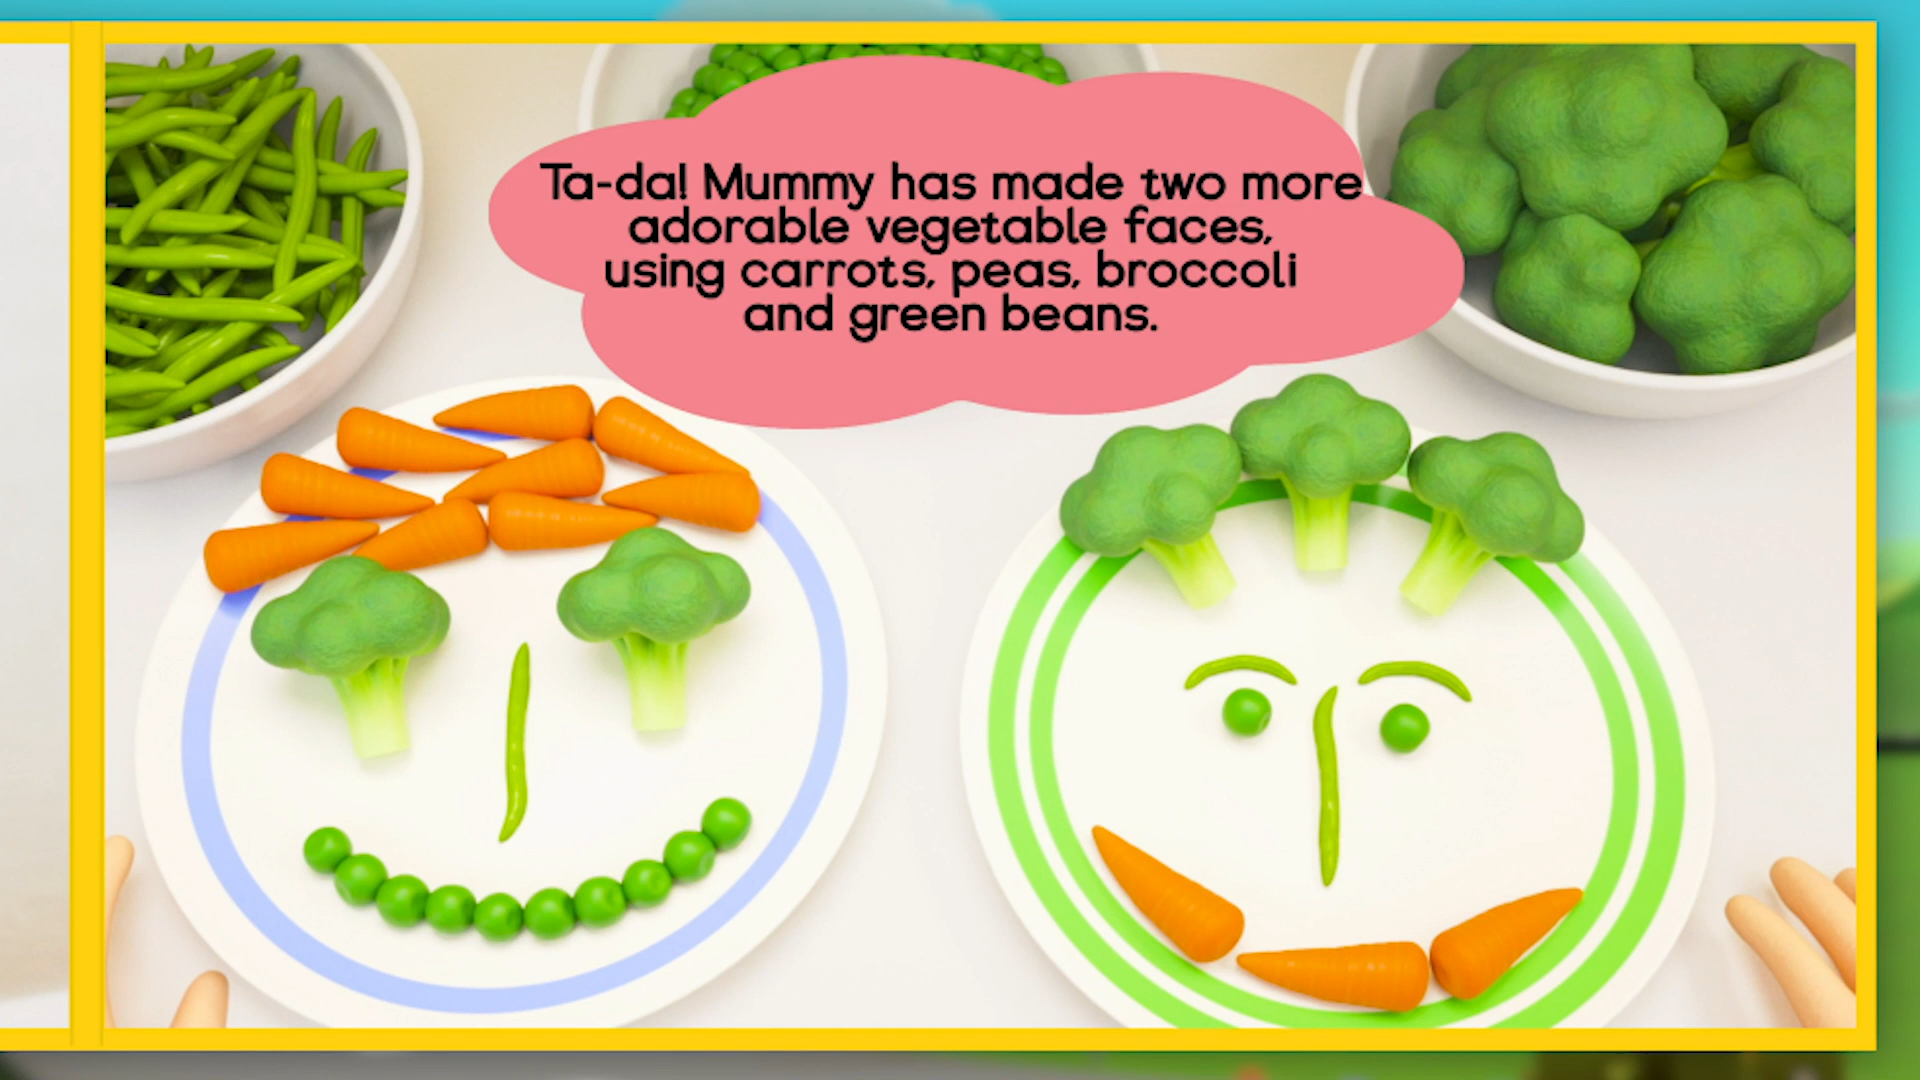 Ta-da! Mummy has made two more
adorable vegetable faces,
using carrots, peas, broccoli
and green beans.